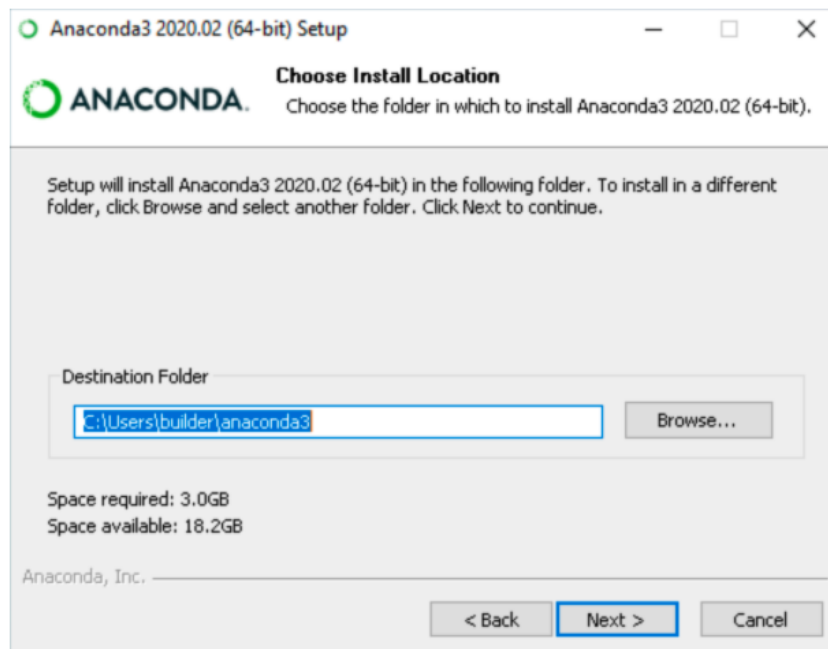 Anaconda3 2020.02 (64-bit) Setup
ANACONDA.
Choose Install Location
Choose the folder in which to install Anaconda3 2020.02 (64-bit).
Setup will install Anaconda3 2020.02 (64-bit) in the following folder. To install in a different
folder, click Browse and select another folder. Click Next to continue.
Destination Folder
C:\Users\builder\anaconda3
Browse...
Space required: 3.0GB
Space available: 18.2GB
Anaconda, Inc.
< Back
Next >
Cancel